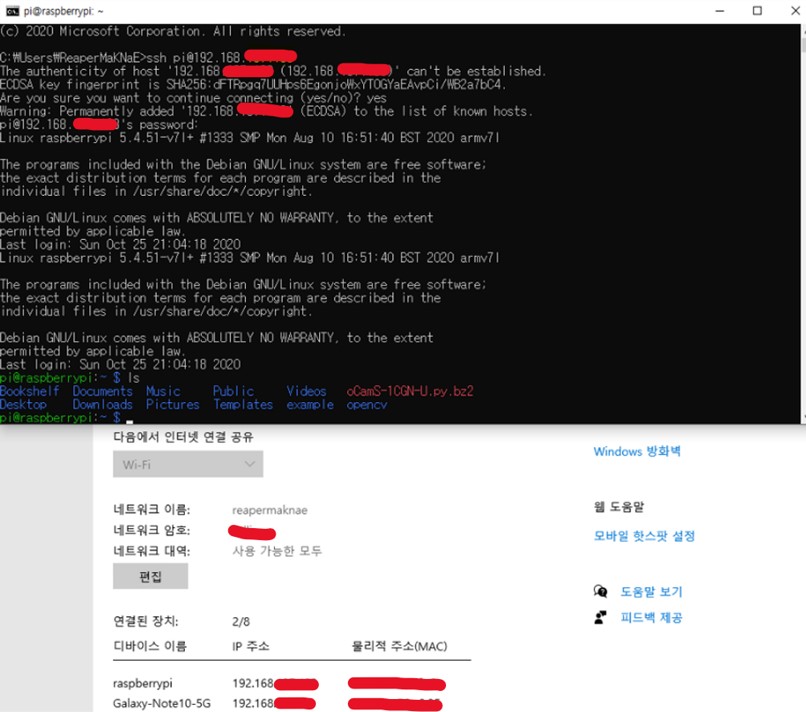 pi@raspberrypi: ~
(c) 2020 Microsoft Corporation. All rights reserved.
C:₩Users₩ReaperMaKNaE>ssh pi@192.168.
The authenticity of host '192.168 (192.168. )' can't be established.
ECDSA key fingerprint is SHA256:dFTRpgq7UUHps6EgonjoWxYTOGYaEAvpCi/WB2a7bC4.
Are you sure you want to continue connecting (yes/no)? yes
Warning: Permanently added '192.168. (ECDSA) to the list of known hosts.
pi@192.168. 's password:
Linux raspberrypi 5.4.51-v7l+ #1333 SMP Mon Aug 10 16:51:40 BST 2020 armv7l
The programs included with the Debian GNU/Linux system are free software;
the exact distribution terms for each program are described in the
individual files in /usr/share/doc/*/copyright.
Debian GNU/Linux comes with ABSOLUTELY NO WARRANTY, to the extent
permitted by applicable law.
Last login: Sun Oct 25 21:04:18 2020
Linux raspberrypi 5.4.51-v7l+ #1333 SMP Mon Aug 10 16:51:40 BST 2020 armv7l
The programs included with the Debian GNU/Linux system are free software;
the exact distribution terms for each program are described in the
individual files in /usr/share/doc/*/copyright.
Debian GNU/Linux comes with ABSOLUTELY NO WARRANTY, to the extent
permitted by applicable law.
Last login: Sun Oct 25 21:04:18 2020
pi@raspberrypi:~ $ ls
Bookshelf Documents Music Public Videos oCamS-1CGN-U.py.bz2
Desktop Downloads Pictures Templates example opencv
pi@raspberrypi:~ $
다음에서 인터넷 연결 공유
Wi-Fi
Windows 방화벽
네트워크 이름: reapermaknae
네트워크 암호:
네트워크 대역: 사용 가능한 모두
편집
웹 도움말
모바일 핫스팟 설정
도움말 보기
피드백 제공
연결된 장치: 2/8
디바이스 이름 IP 주소 물리적 주소(MAC)
raspberrypi 192.168
Galaxy-Note10-5G 192.168